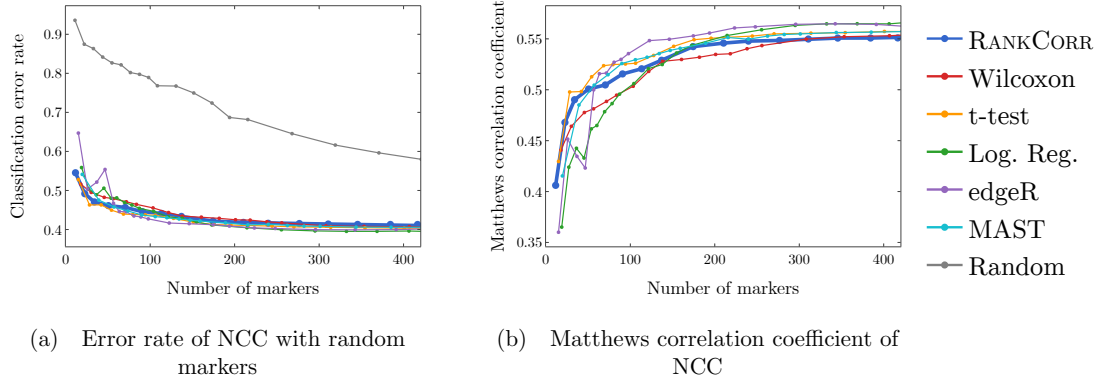 Classification error rate
0.9
0.8
0.7
0.6
0.5
0.4
0
100
200
300
400
Number of markers
Matthews correlation coefficient
0.55
0.5
0.45
0.4
0.35
0
100
200
300
400
Number of markers
RANKCORR
Wilcoxon
t-test
Log. Reg.
edgeR
MAST
Random
(a) Error rate of NCC with random
markers
(b) Matthews correlation coefficient of
NCC